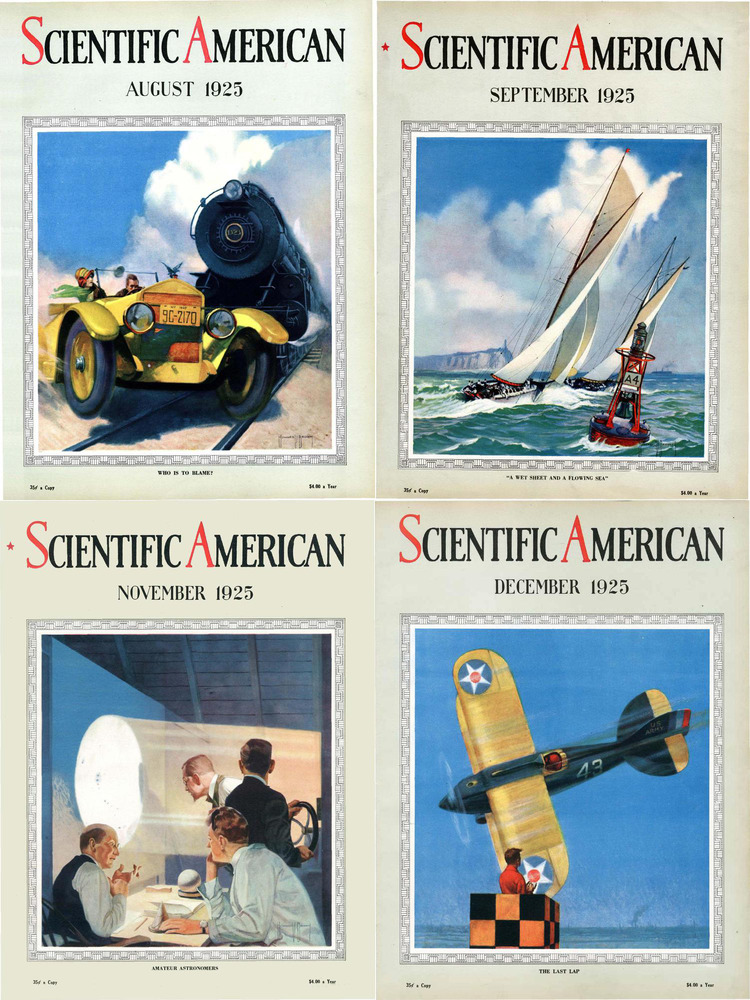 SCIENTIFIC AMERICAN
AUGUST 1925
1321
9C-2170
WHO IS TO BLAME?
35¢ a Copy
$4.00 a Year
SCIENTIFIC AMERICAN
SEPTEMBER 1925
A4
"A WET SHEET AND A FLOWING SEA"
35¢ a Copy
$4.00 a Year
SCIENTIFIC AMERICAN
NOVEMBER 1925
AMATEUR ASTRONOMERS
35¢ a Copy
$4.00 a Year
SCIENTIFIC AMERICAN
DECEMBER 1925
U.S.
ARMY
43
THE LAST LAP
35¢ a Copy
$4.00 a Year